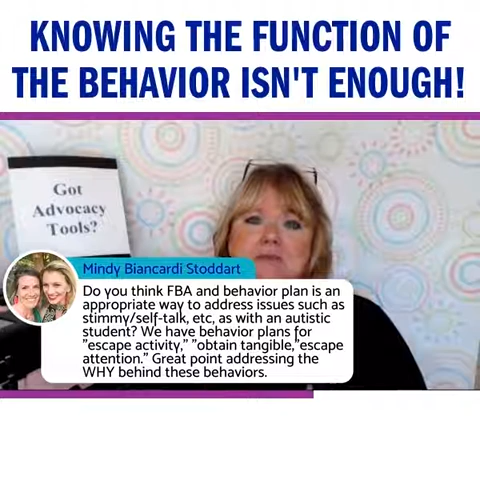 KNOWING THE FUNCTION OF
THE BEHAVIOR ISN'T ENOUGH!
Got
Advocacy
Tools?
Mindy Biancardi Stoddart
Do you think FBA and behavior plan is an
appropriate way to address issues such as
stimmy/self-talk, etc, as with an autistic
student? We have behavior plans for
"escape activity," "obtain tangible,"escape
attention." Great point addressing the
WHY behind these behaviors.